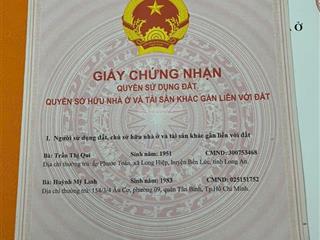 GIẤY CHỨNG NHẬN
QUYỀN SỬ DỤNG ĐẤT,
QUYỀN SỞ HỮU NHÀ Ở VÀ TÀI SẢN KHÁC GẮN LIỀN VỚI ĐẤT
I. Người sử dụng đất, chủ sở hữu nhà ở và tài sản khác gắn liền với đất
Bà: Trần Thị Quí Sinh năm: 1951 CMND: 300753468
Địa chỉ thường trú: ấp Phước Toàn, xã Long Hiệp, huyện Bến Lức, tỉnh Long An.
Bà: Huỳnh Mỹ Linh Sinh năm: 1983 CMND: 025151752
Địa chỉ thường trú: 154/3/4 Âu Cơ, phường 09, quận Tân Bình, Tp.Hồ Chí Minh.
Ở